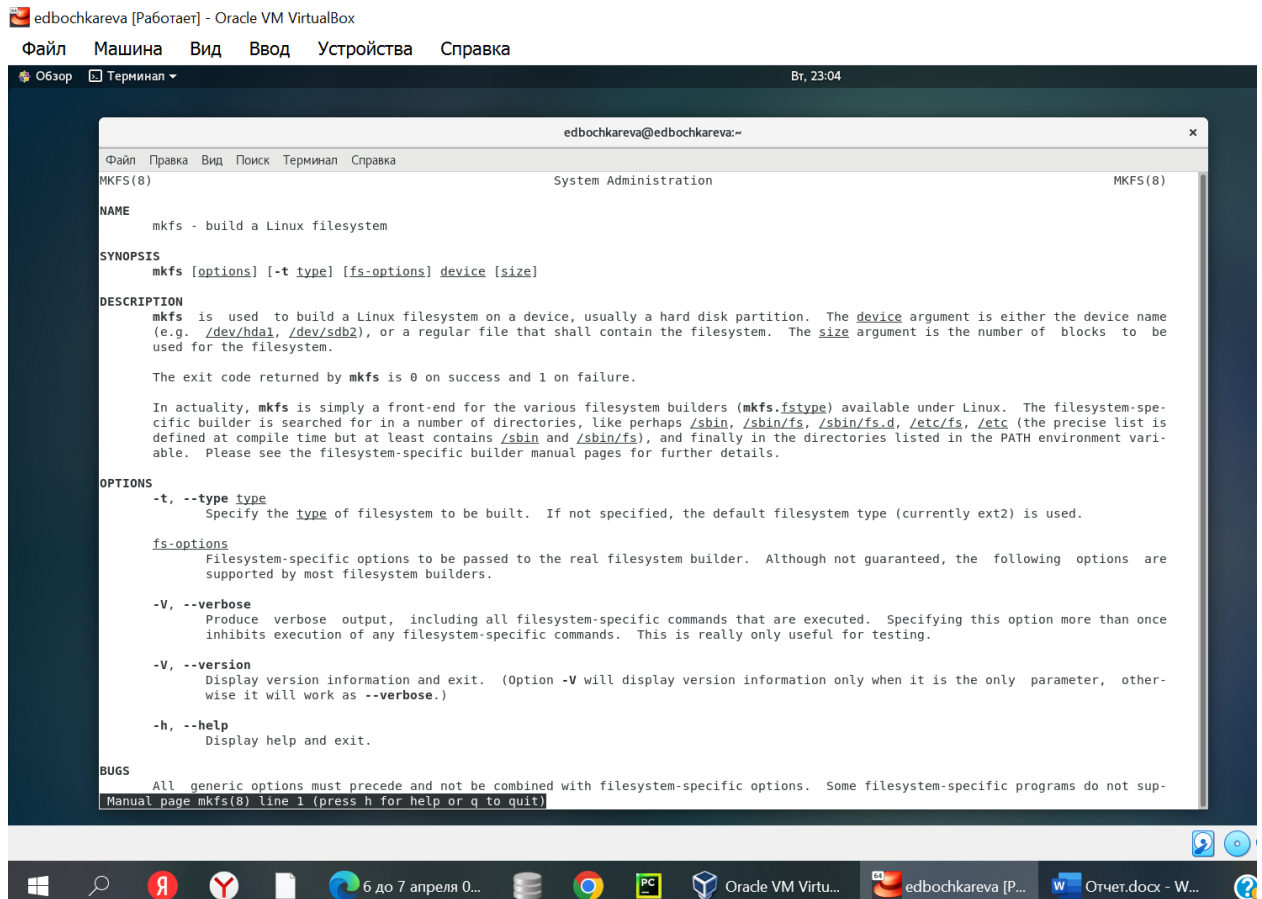 edbochkareva [Работает] - Oracle VM VirtualBox
Файл Машина Вид Ввод Устройства Справка
Обзор Терминал Вт, 23:04
edbochkareva@edbochkareva:~ ×
Файл Правка Вид Поиск Терминал Справка
MKFS(8) System Administration MKFS(8)
NAME
mkfs - build a Linux filesystem
SYNOPSIS
mkfs [options] [-t type] [fs-options] device [size]
DESCRIPTION
mkfs is used to build a Linux filesystem on a device, usually a hard disk partition. The device argument is either the device name
(e.g. /dev/hda1, /dev/sdb2), or a regular file that shall contain the filesystem. The size argument is the number of blocks to be
used for the filesystem.
The exit code returned by mkfs is 0 on success and 1 on failure.
In actuality, mkfs is simply a front-end for the various filesystem builders (mkfs.fstype) available under Linux. The filesystem-spe-
cific builder is searched for in a number of directories, like perhaps /sbin, /sbin/fs, /sbin/fs.d, /etc/fs, /etc (the precise list is
defined at compile time but at least contains /sbin and /sbin/fs), and finally in the directories listed in the PATH environment vari-
able. Please see the filesystem-specific builder manual pages for further details.
OPTIONS
-t, --type type
Specify the type of filesystem to be built. If not specified, the default filesystem type (currently ext2) is used.
fs-options
Filesystem-specific options to be passed to the real filesystem builder. Although not guaranteed, the following options are
supported by most filesystem builders.
-V, --verbose
Produce verbose output, including all filesystem-specific commands that are executed. Specifying this option more than once
inhibits execution of any filesystem-specific commands. This is really only useful for testing.
-V, --version
Display version information and exit. (Option -V will display version information only when it is the only parameter, other-
wise it will work as --verbose.)
-h, --help
Display help and exit.
BUGS
All generic options must precede and not be combined with filesystem-specific options. Some filesystem-specific programs do not sup-
Manual page mkfs(8) line 1 (press h for help or q to quit)
Я Y 6 до 7 апреля 0... PC Oracle VM Virtu... 64 edbochkareva [P... W Отчет.docx - W...